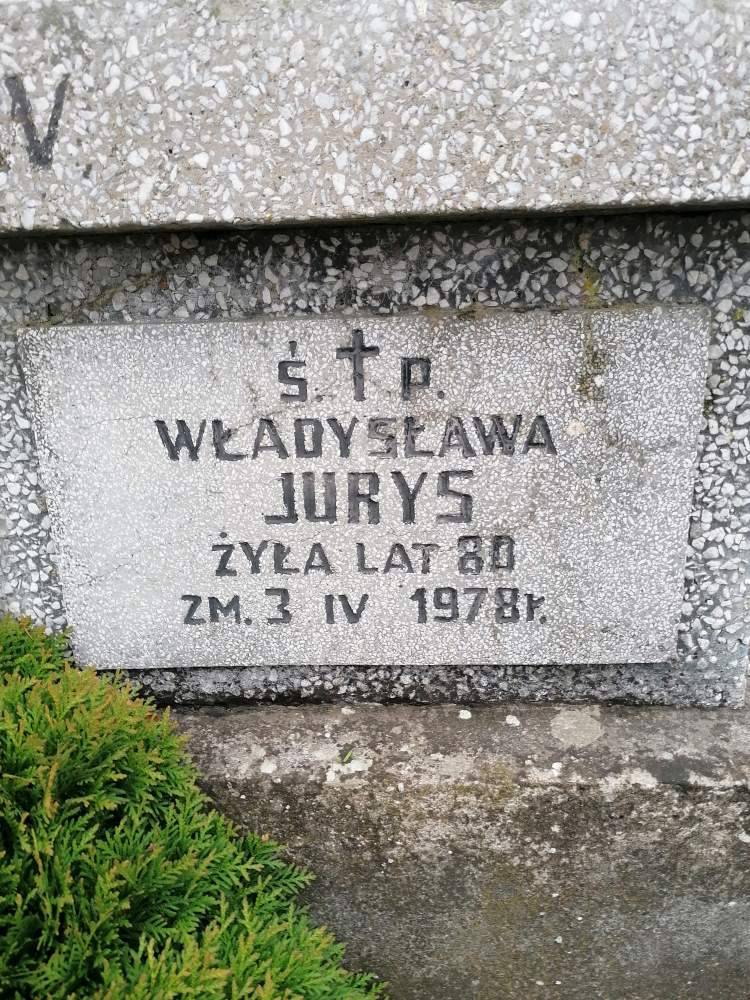 V
Ś. † P.
WŁADYSŁAWA
JURYS
ŻYŁA LAT 80
ZM. 3 IV 1978 r.